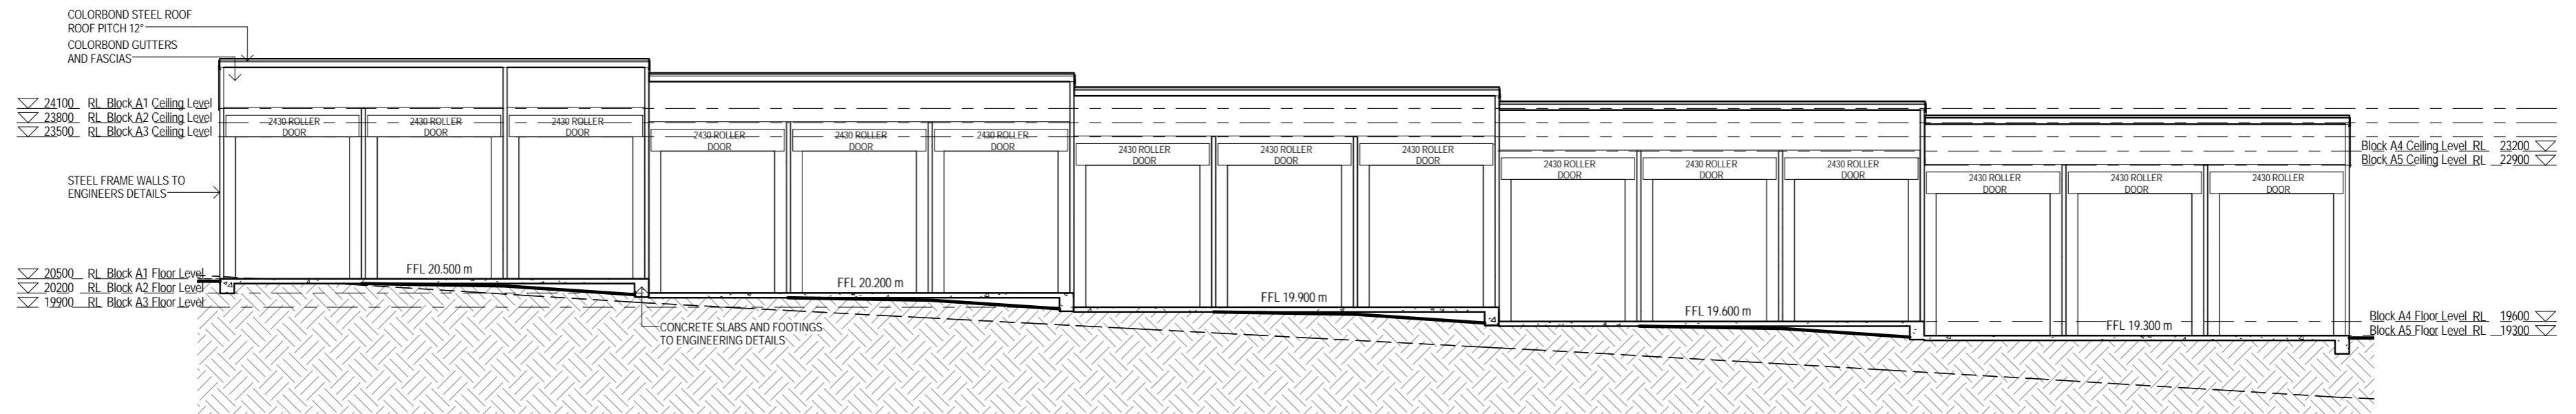 COLORBOND STEEL ROOF
ROOF PITCH 12°
COLORBOND GUTTERS
AND FASCIAS
24100 RL Block A1 Ceiling Level
23800 RL Block A2 Ceiling Level
23500 RL Block A3 Ceiling Level
STEEL FRAME WALLS TO
ENGINEERS DETAILS
20500 RL Block A1 Floor Level
20200 RL Block A2 Floor Level
19900 RL Block A3 Floor Level
2430 ROLLER
DOOR
2430 ROLLER
DOOR
2430 ROLLER
DOOR
FFL 20.500 m
2430 ROLLER
DOOR
2430 ROLLER
DOOR
2430 ROLLER
DOOR
FFL 20.200 m
CONCRETE SLABS AND FOOTINGS
TO ENGINEERING DETAILS
2430 ROLLER
DOOR
2430 ROLLER
DOOR
2430 ROLLER
DOOR
FFL 19.900 m
2430 ROLLER
DOOR
2430 ROLLER
DOOR
2430 ROLLER
DOOR
FFL 19.600 m
2430 ROLLER
DOOR
2430 ROLLER
DOOR
2430 ROLLER
DOOR
FFL 19.300 m
Block A4 Ceiling Level RL 23200
Block A5 Ceiling Level RL 22900
Block A4 Floor Level RL 19600
Block A5 Floor Level RL 19300